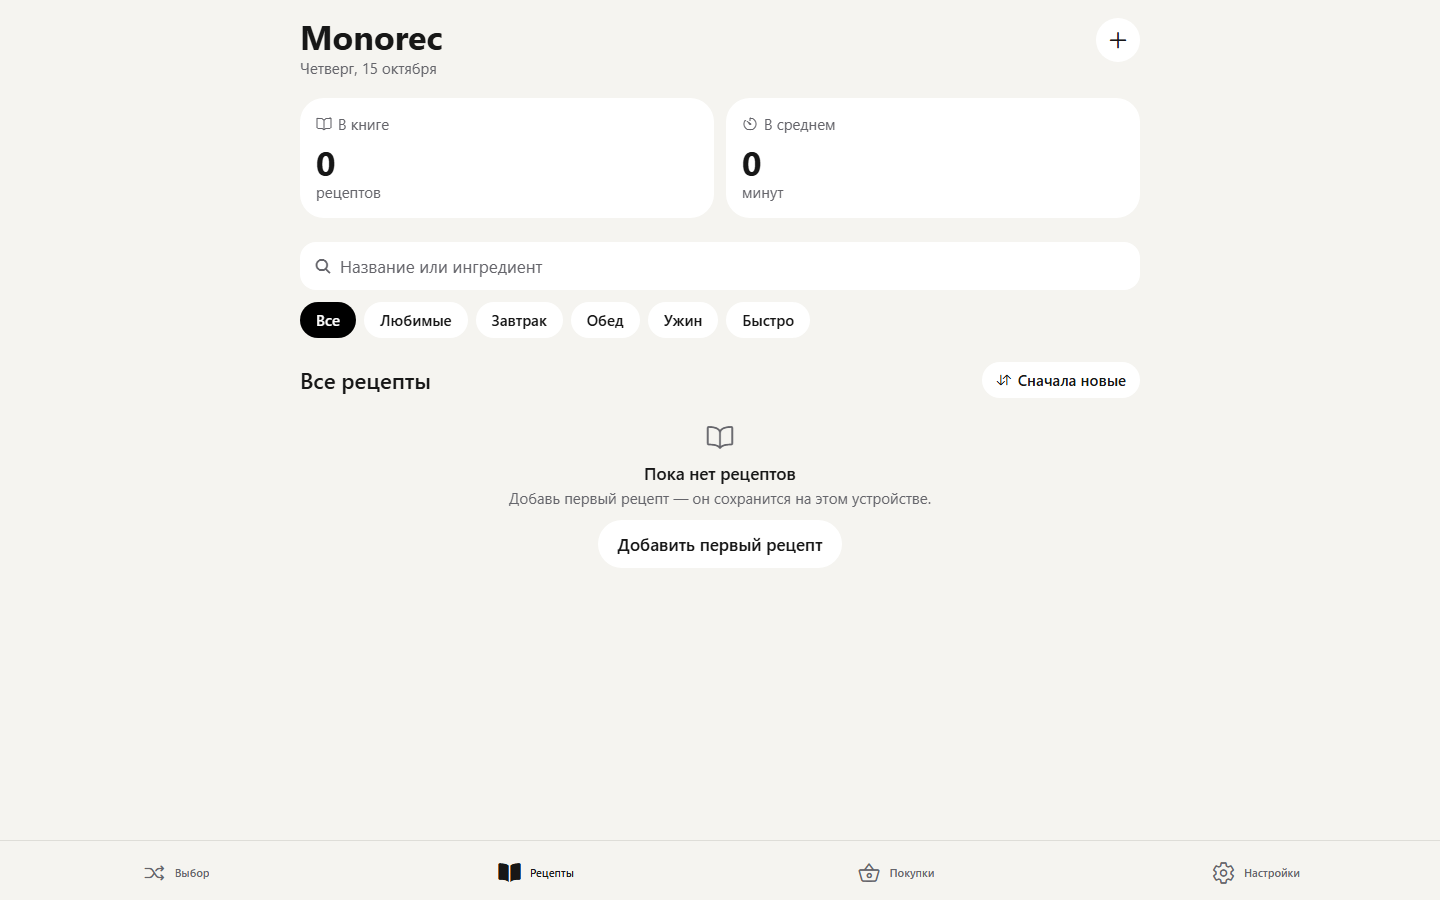 Monorec
Четверг, 15 октября
В книге
0
рецептов
В среднем
0
минут
Название или ингредиент
Все
Любимые
Завтрак
Обед
Ужин
Быстро
Все рецепты
Сначала новые
Пока нет рецептов
Добавь первый рецепт — он сохранится на этом устройстве.
Добавить первый рецепт
Выбор
Рецепты
Покупки
Настройки